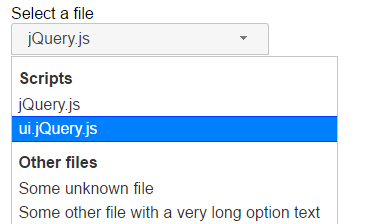 Select a file
jQuery.js
Scripts
jQuery.js
ui.jQuery.js
Other files
Some unknown file
Some other file with a very long option text